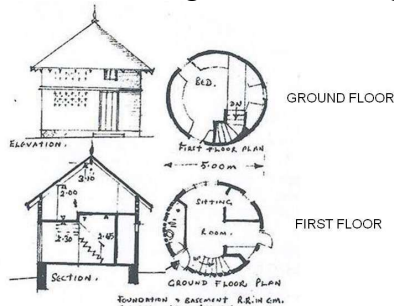 BED.
DN
GROUND FLOOR
ELEVATION.
FIRST FLOOR PLAN
5.00m
2.10
2.00
2.30
2.45
SITTING
ROOM.
FIRST FLOOR
SECTION.
GROUND FLOOR PLAN
FOUNDATION & BASEMENT R.R. IN CM.